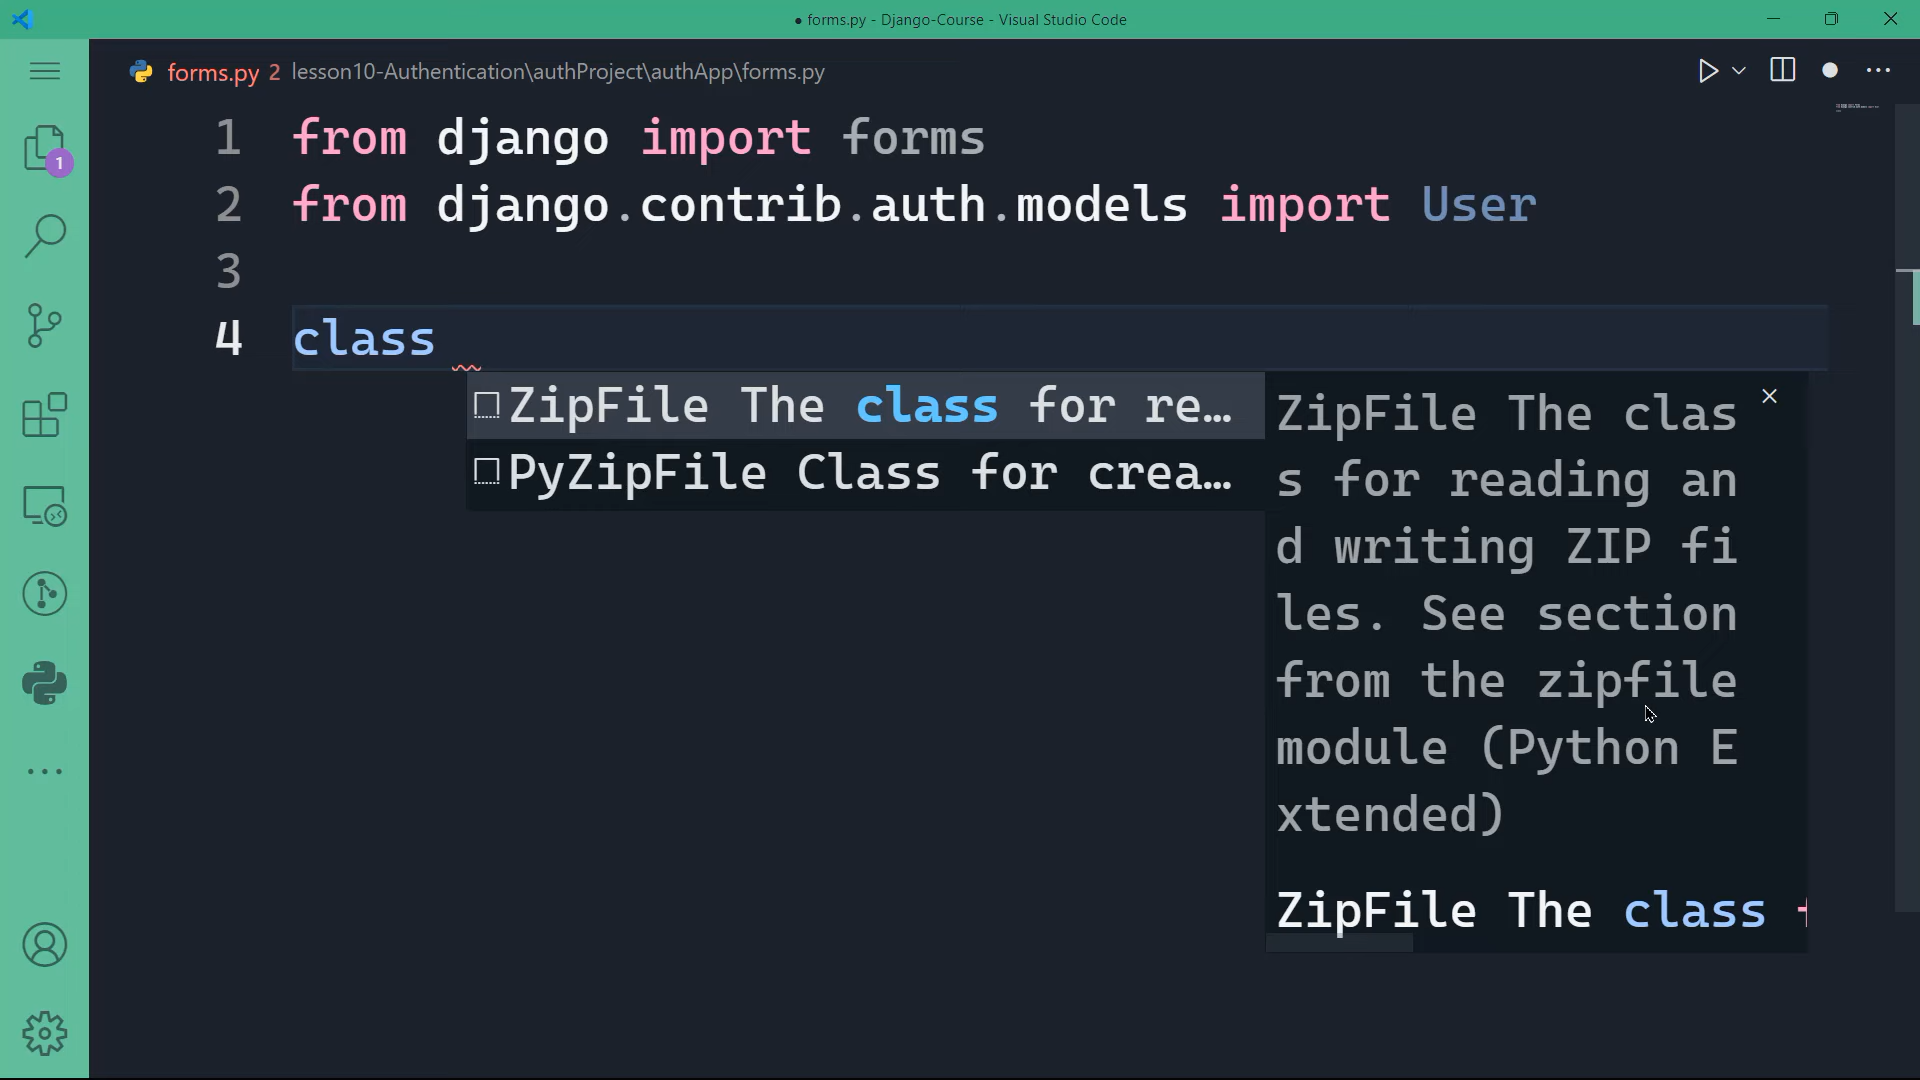 ● forms.py - Django-Course - Visual Studio Code
forms.py 2 lesson10-Authentication\authProject\authApp\forms.py
1
1 from django import forms
2 from django.contrib.auth.models import User
3
4 class
ZipFile The class for re…
PyZipFile Class for crea…
ZipFile The clas
s for reading an
d writing ZIP fi
les. See section
from the zipfile
module (Python E
xtended)
ZipFile The class